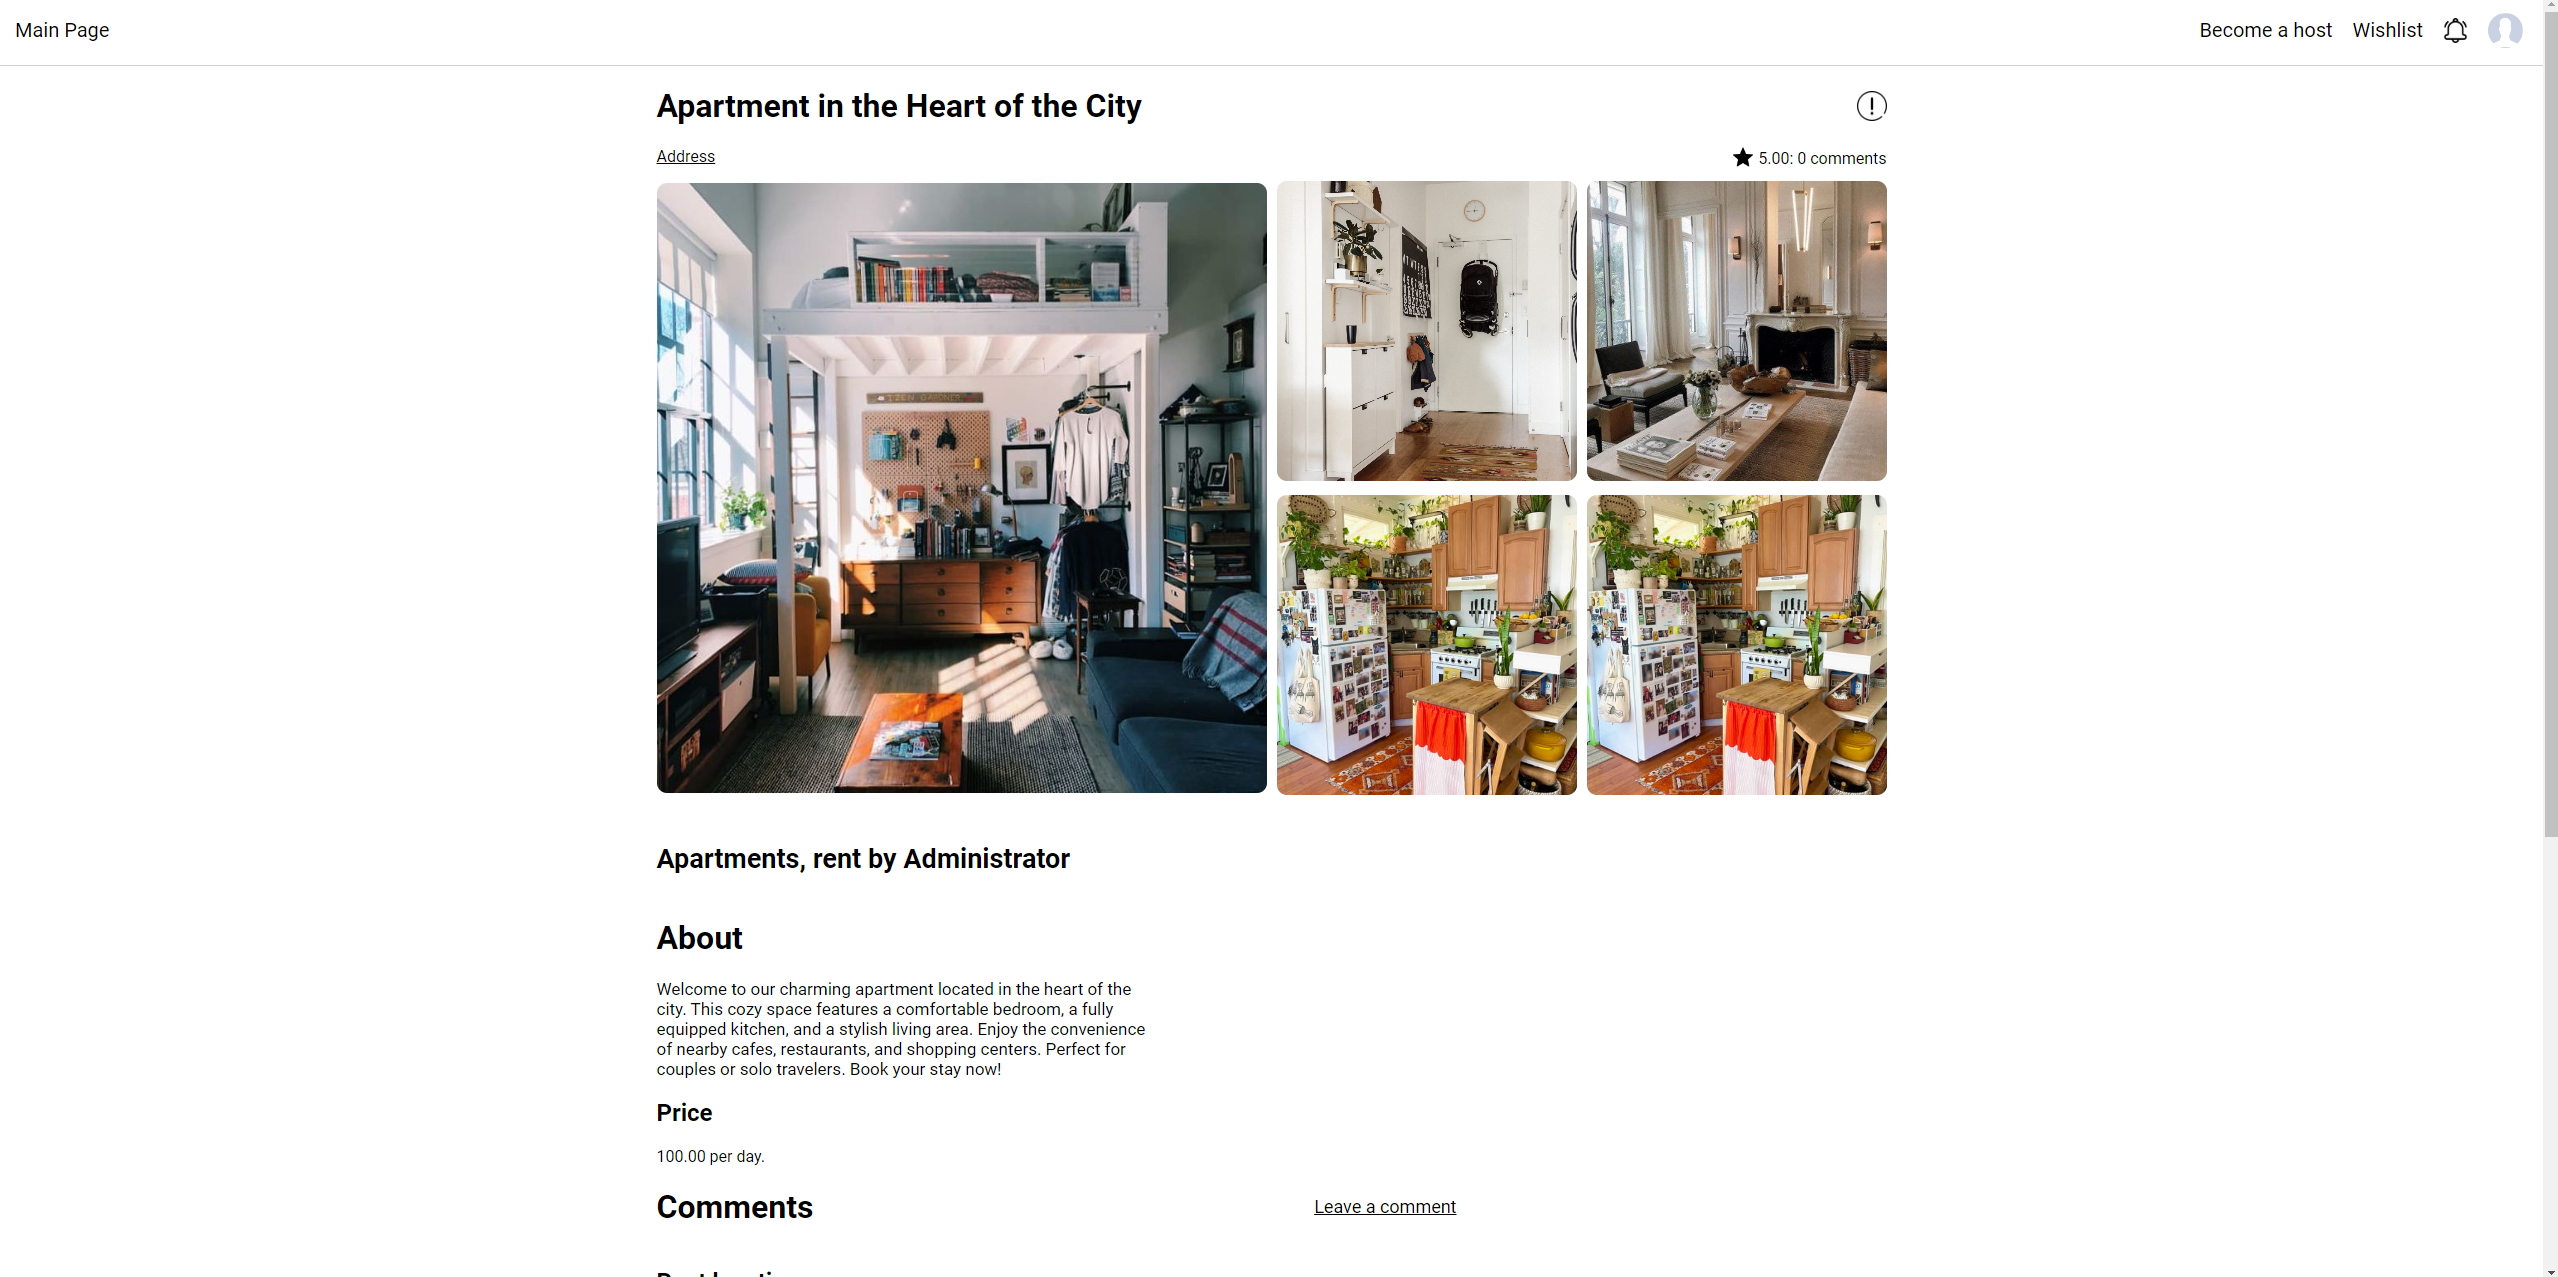 Main Page
Become a host
Wishlist
Apartment in the Heart of the City
Address
5.00: 0 comments
Apartments, rent by Administrator
About
Welcome to our charming apartment located in the heart of the
city. This cozy space features a comfortable bedroom, a fully
equipped kitchen, and a stylish living area. Enjoy the convenience
of nearby cafes, restaurants, and shopping centers. Perfect for
couples or solo travelers. Book your stay now!
Price
100.00 per day.
Comments
Leave a comment